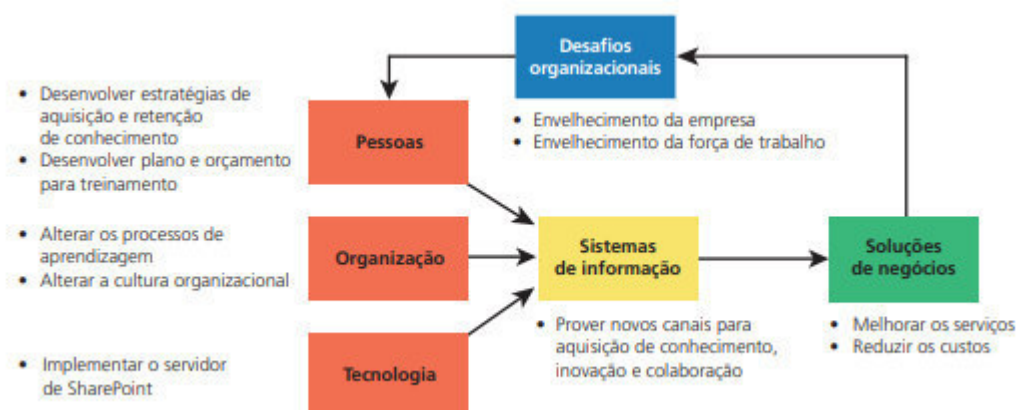 Desafios
organizacionais
• Envelhecimento da empresa
• Envelhecimento da força de trabalho
• Desenvolver estratégias de
aquisição e retenção
de conhecimento
• Desenvolver plano e orçamento
para treinamento
Pessoas
• Alterar os processos de
aprendizagem
• Alterar a cultura organizacional
Organização
Sistemas
de informação
Soluções
de negócios
• Prover novos canais para
aquisição de conhecimento,
inovação e colaboração
• Melhorar os serviços
• Reduzir os custos
• Implementar o servidor
de SharePoint
Tecnologia